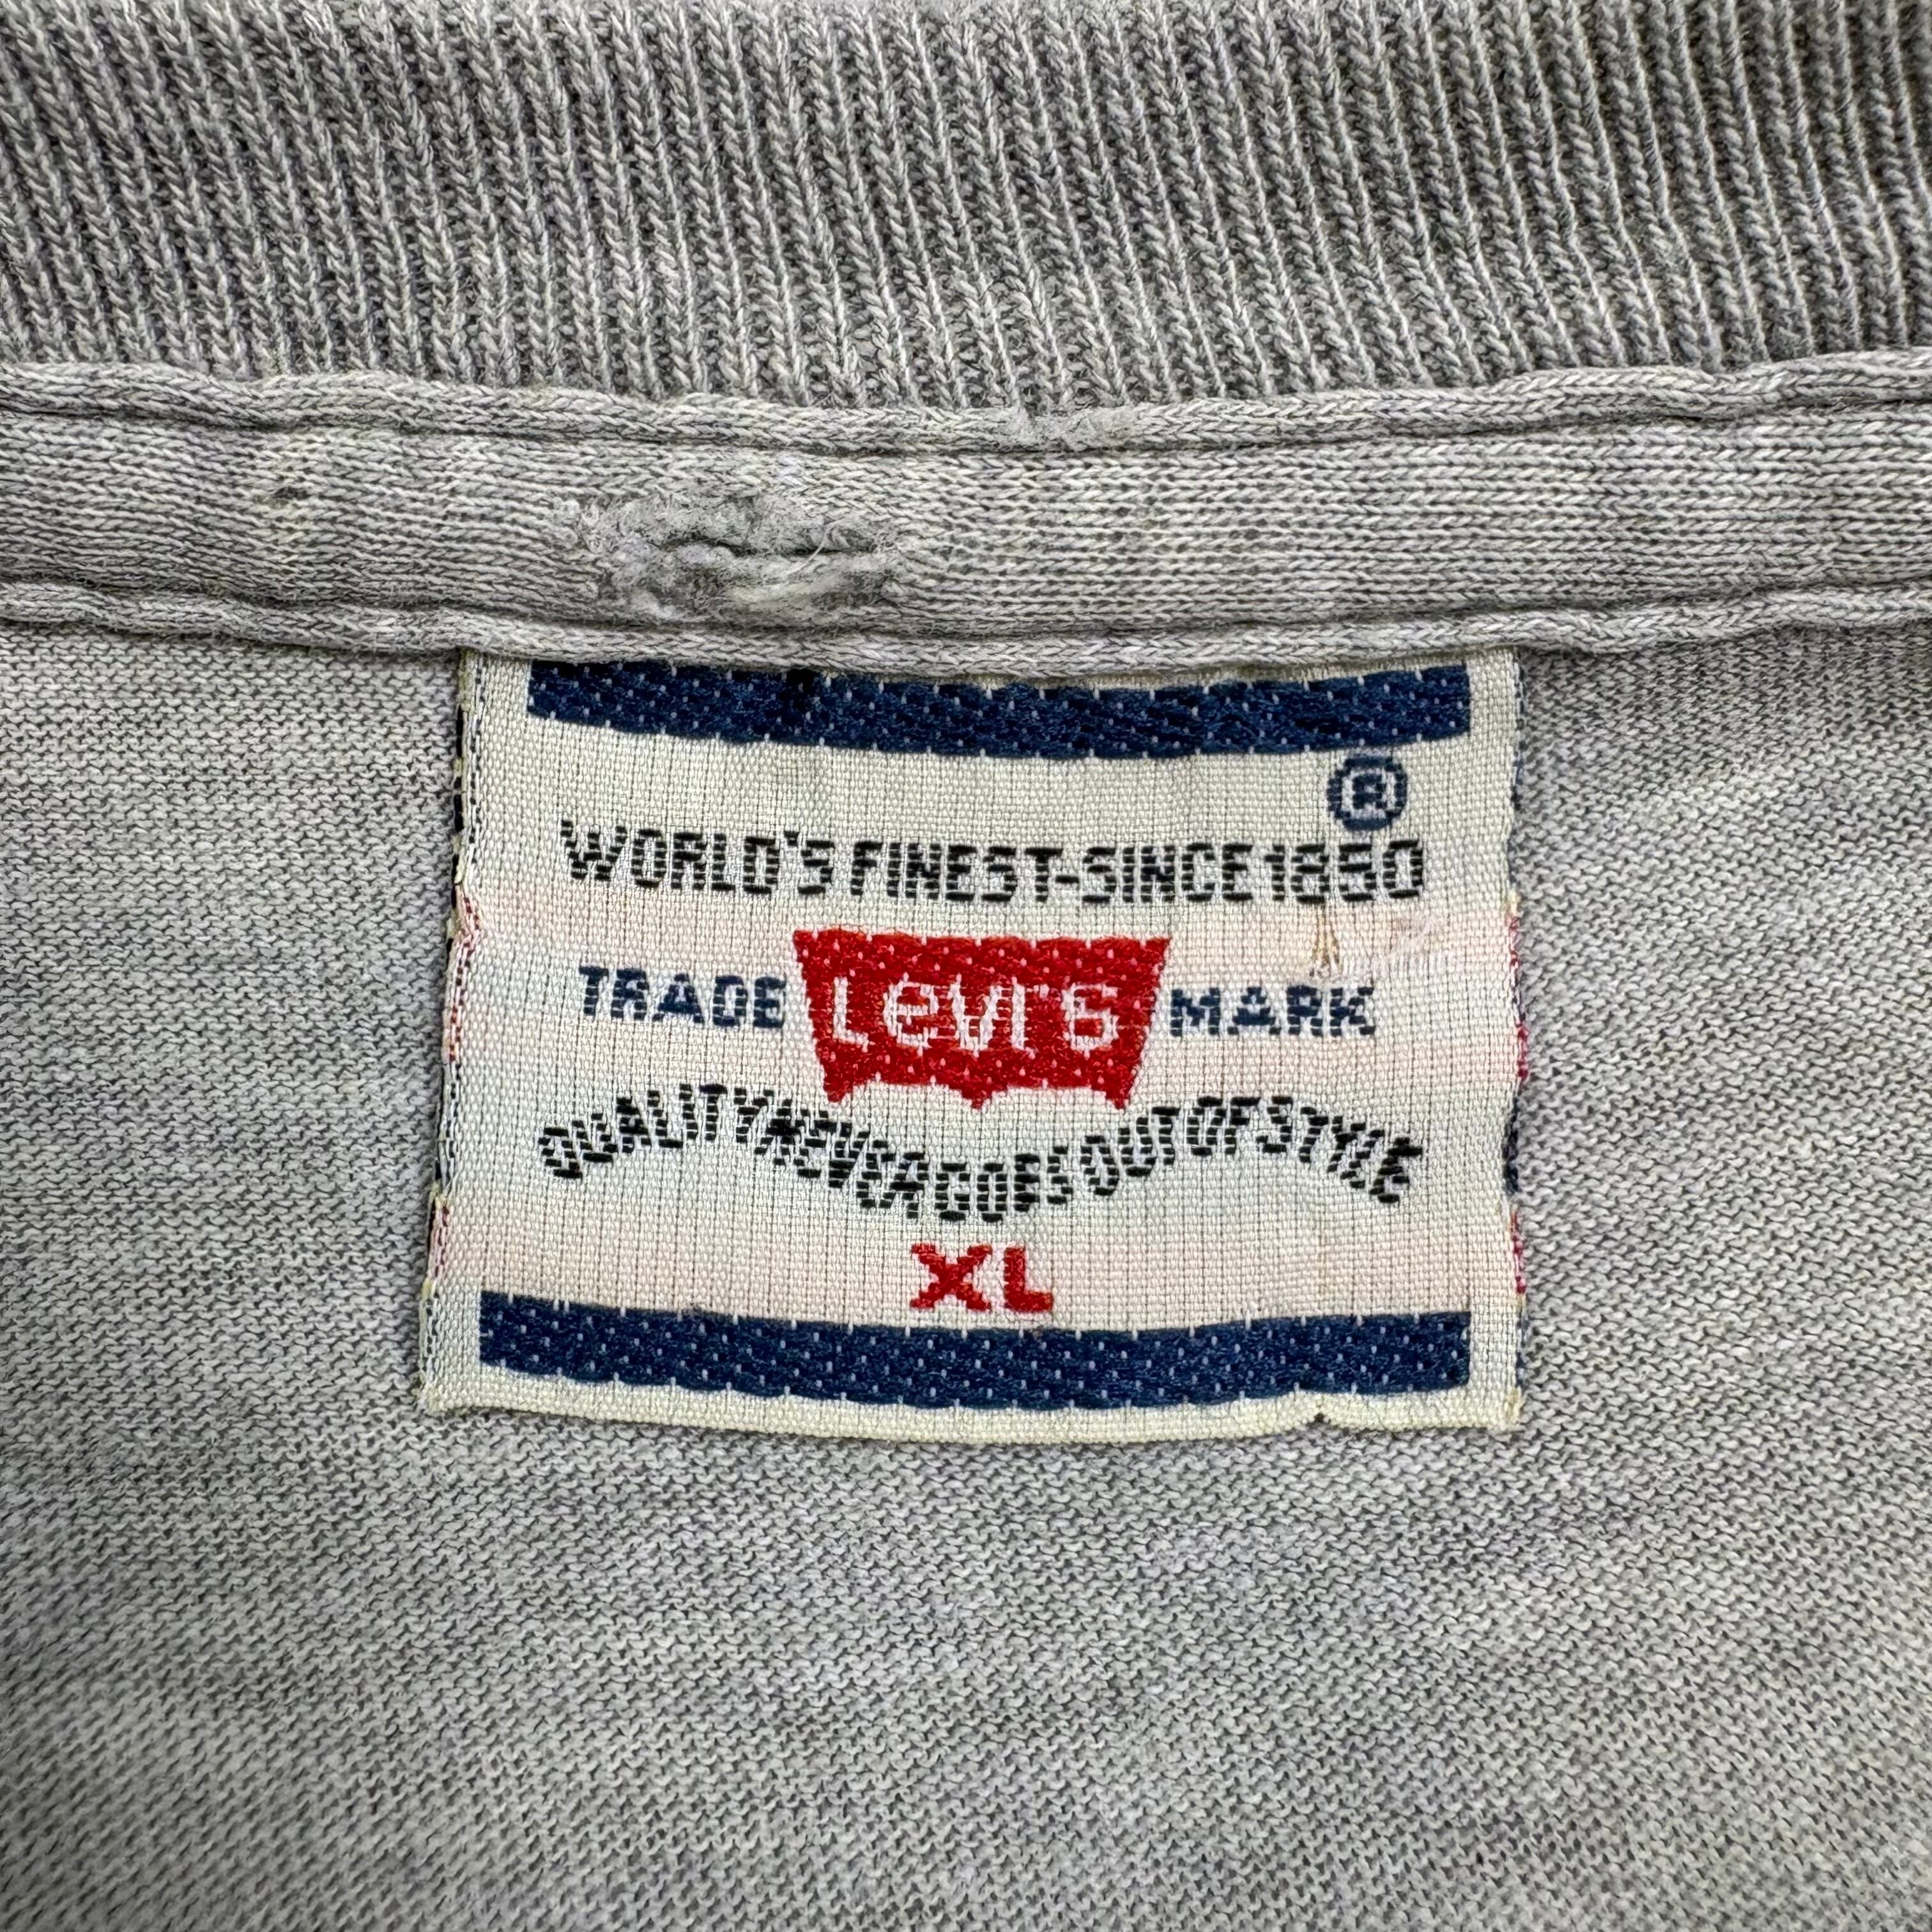 ®
WORLD'S FINEST-SINCE 1850
TRADE Levi's MARK
QUALITY NEVER GOES OUT OF STYLE
XL